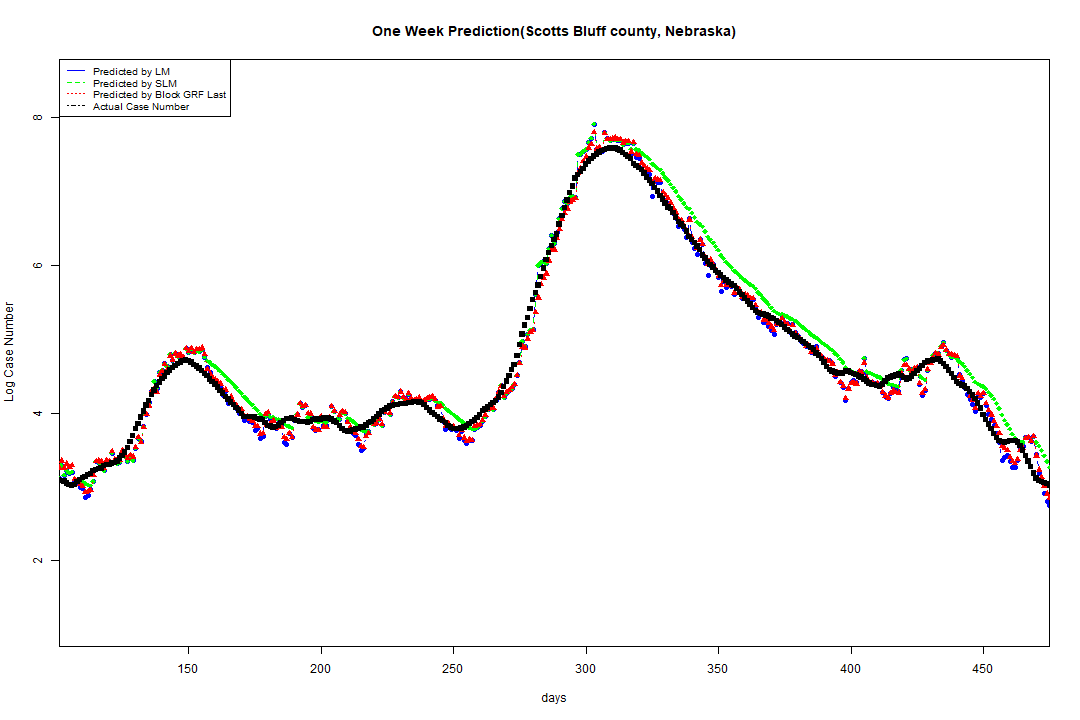 One Week Prediction(Scotts Bluff county, Nebraska)
Predicted by LM
Predicted by SLM
Predicted by Block GRF Last
Actual Case Number
Log Case Number
8
6
4
2
150 200 250 300 350 400 450
days